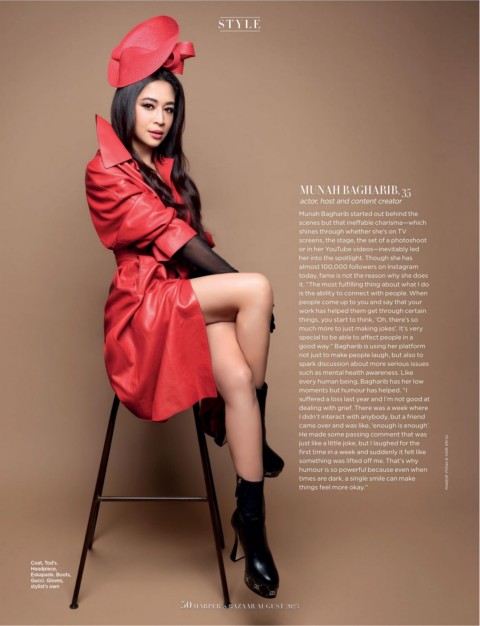 STYLE
MUNAH BAGHARIB, 35
actor, host and content creator
Munah Bagharib started out behind the
scenes but that ineffable charisma—which
shines through whether she's on TV
screens, the stage, the set of a photoshoot
or in her YouTube videos—inevitably led
her into the spotlight. Though she has
almost 100,000 followers on Instagram
today, fame is not the reason why she does
it. "The most fulfilling thing about what I do
is the ability to connect with people. When
people come up to you and say that your
work has helped them get through certain
things, you start to think, 'Oh, there's so
much more to just making jokes'. It's very
special to be able to affect people in a
good way." Bagharib is using her platform
not just to make people laugh, but also to
spark discussion about more serious issues
such as mental health awareness. Like
every human being, Bagharib has her low
moments but humour has helped. "I
suffered a loss last year and I'm not good at
dealing with grief. There was a week where
I didn't interact with anybody, but a friend
came over and was like, 'enough is enough'.
He made some passing comment that was
just like a little joke, but I laughed for the
first time in a week and suddenly it felt like
something was lifted off me. That's why
humour is so powerful because even when
times are dark, a single smile can make
things feel more okay."
Coat, Tod's.
Headpiece,
Eskapade. Boots,
Gucci. Gloves,
stylist's own
50 HARPER'S BAZAAR AUGUST 2023